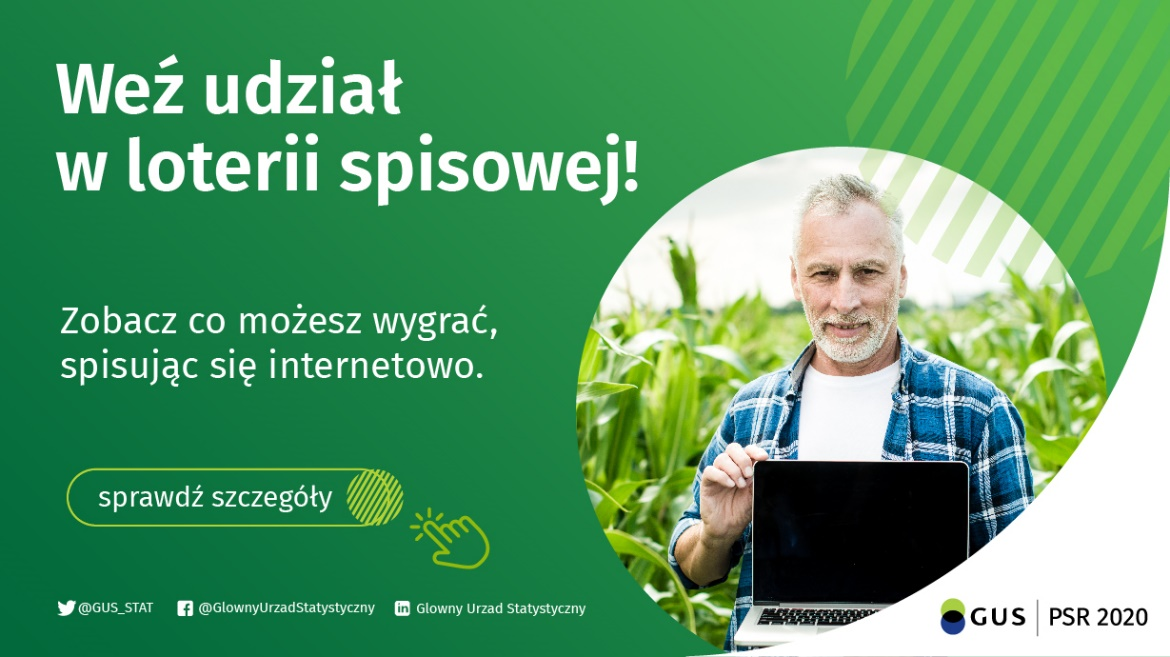 Weź udział
w loterii spisowej!
Zobacz co możesz wygrać,
spisując się internetowo.
sprawdź szczegóły
@GUS_STAT @GlownyUrzadStatystyczny Glowny Urzad Statystyczny
GUS PSR 2020